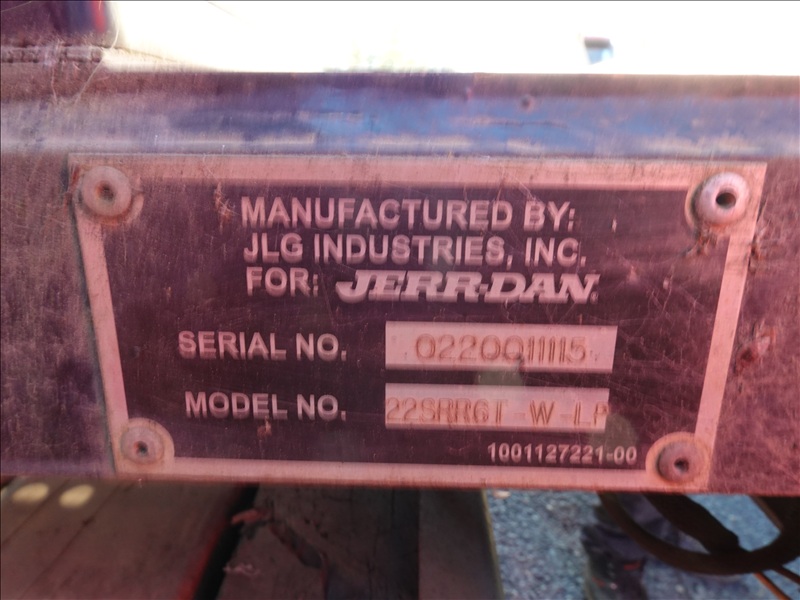 MANUFACTURED BY:
JLG INDUSTRIES, INC.
FOR: JERR-DAN
SERIAL NO. 0220011115
MODEL NO. 22SRRGT-W-LP
1001127221-00